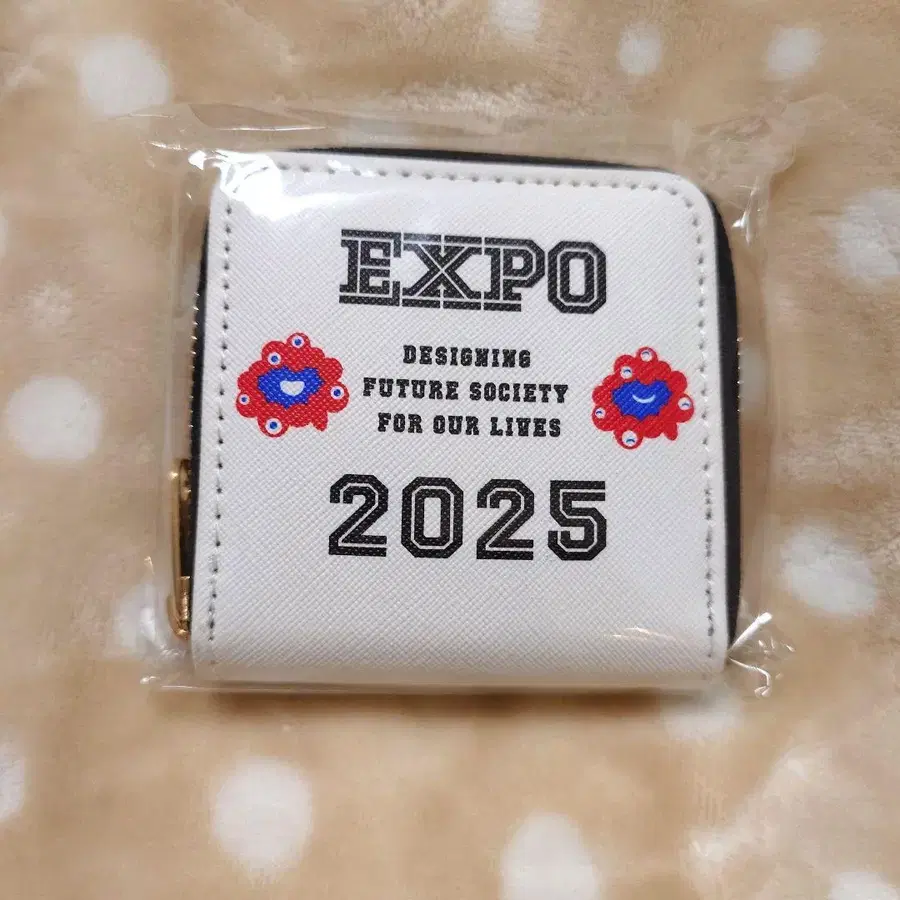 EXPO
DESIGNING
FUTURE SOCIETY
FOR OUR LIVES
2025